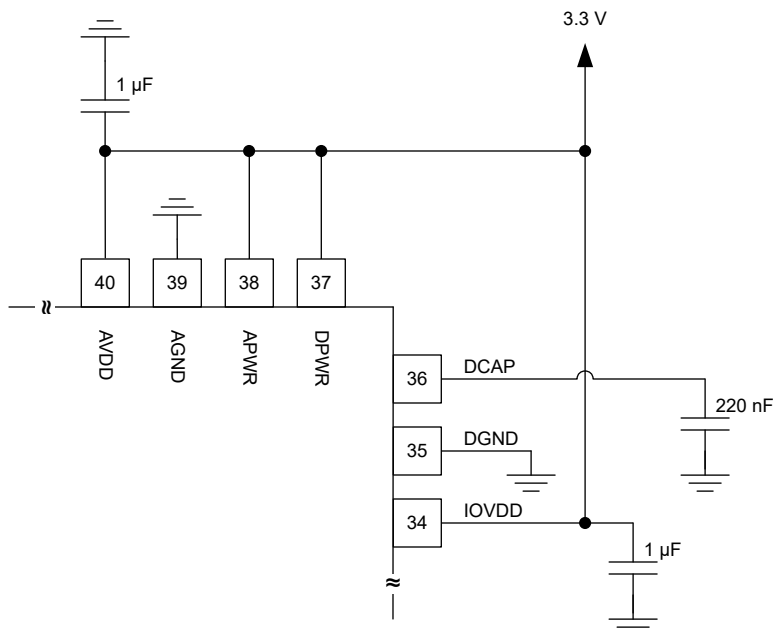 3.3 V
1 µF
40
39
38
37
AVDD
AGND
APWR
DPWR
36
DCAP
220 nF
35
DGND
34
IOVDD
1 µF